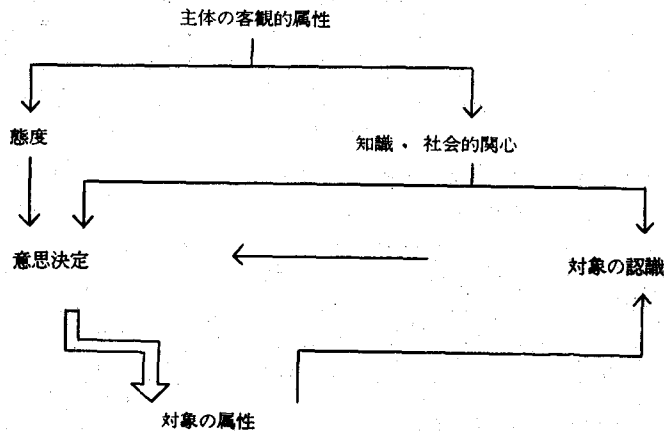 主体の客観的属性
態度
知識・社会的関心
意思決定
対象の認識
対象の属性